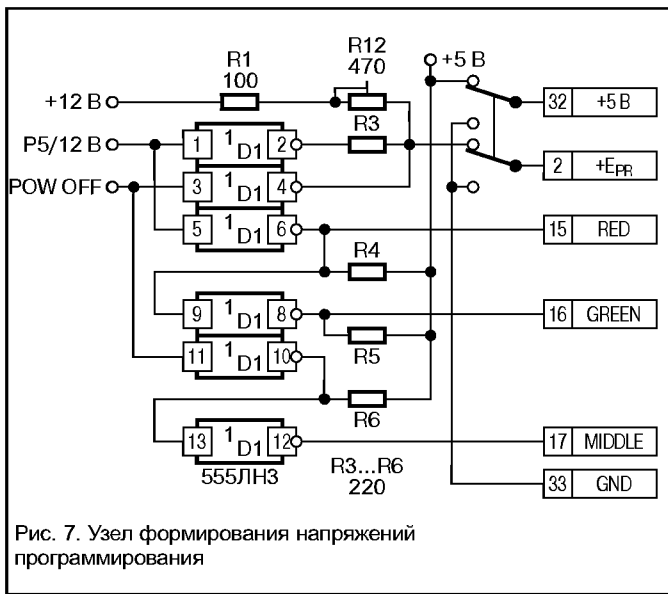 R1
100
R12
470
+5 В
+12 В
32 +5 В
P5/12 В
1 1 D1 2
R3
POW OFF
3 1 D1 4
2 +E_PR
5 1 D1 6
15 RED
R4
9 1 D1 8
16 GREEN
11 1 D1 10
R5
R6
13 1 D1 12
17 MIDDLE
555ЛН3
R3...R6
220
33 GND
Рис. 7. Узел формирования напряжений
программирования